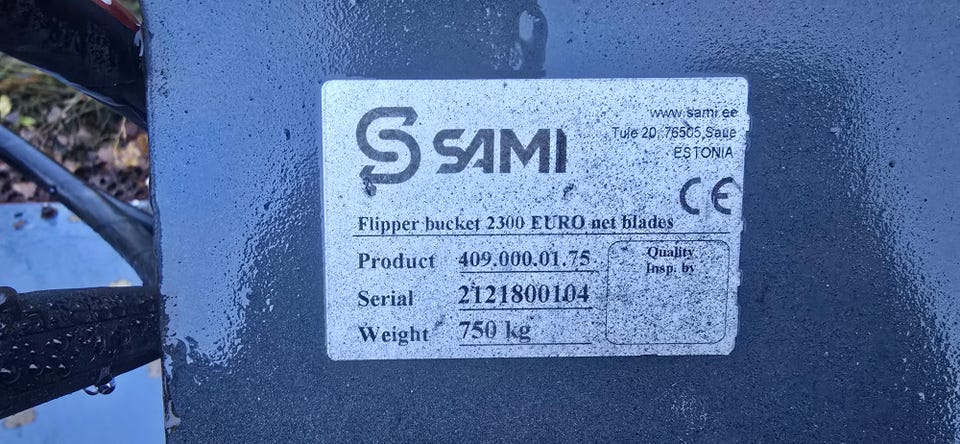 SAMI
www.sami.ee
Tule 20, 76505, Saue
ESTONIA
CE
Flipper bucket 2300 EURO net blades
Product 409.000.01.75
Serial 2121800104
Weight 750 kg
Quality
Insp. by